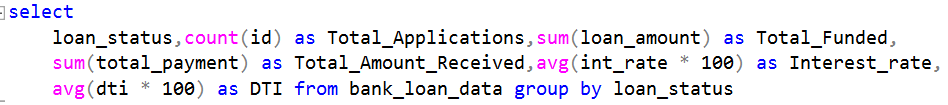 select
loan_status,count(id) as Total_Applications,sum(loan_amount) as Total_Funded,
sum(total_payment) as Total_Amount_Received,avg(int_rate * 100) as Interest_rate,
avg(dti * 100) as DTI from bank_loan_data group by loan_status